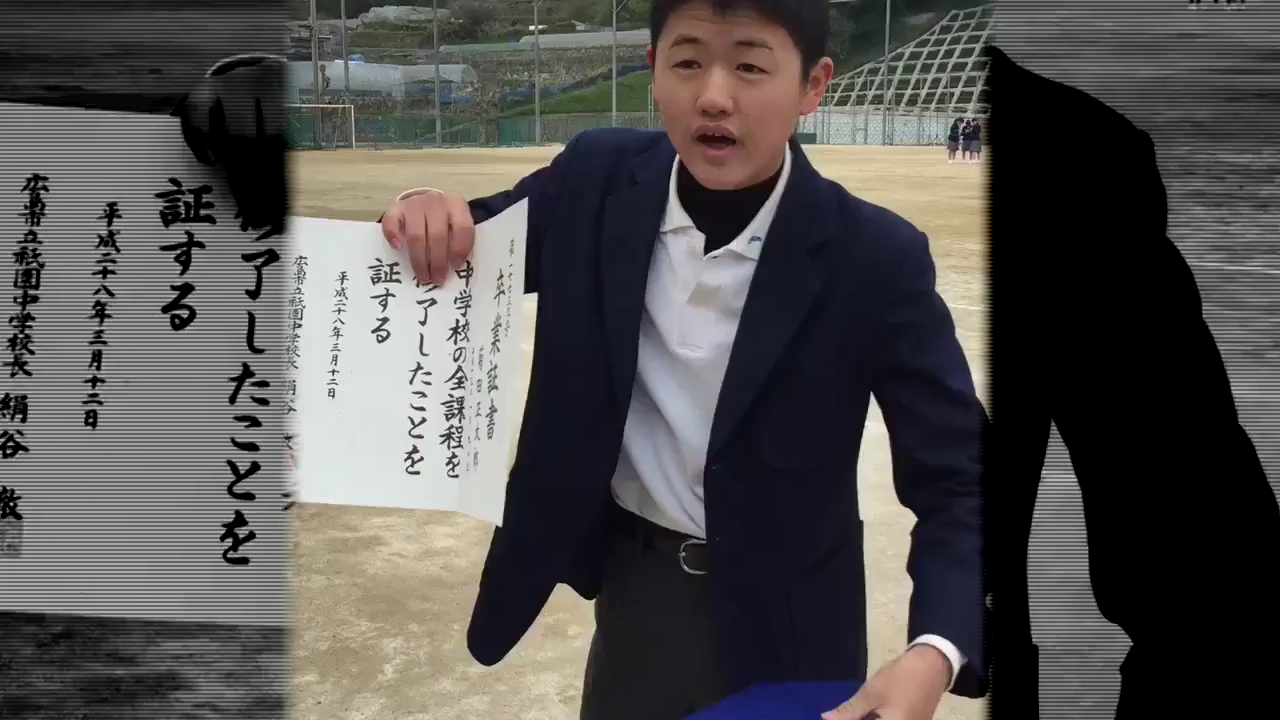 卒業証書
中学校の全課程を
修了したことを
証する
平成二十八年三月十二日
広島市立祇園中学校長 絹谷
了したことを
証する
平成二十八年三月十二日
広島市立祇園中学校長 絹谷